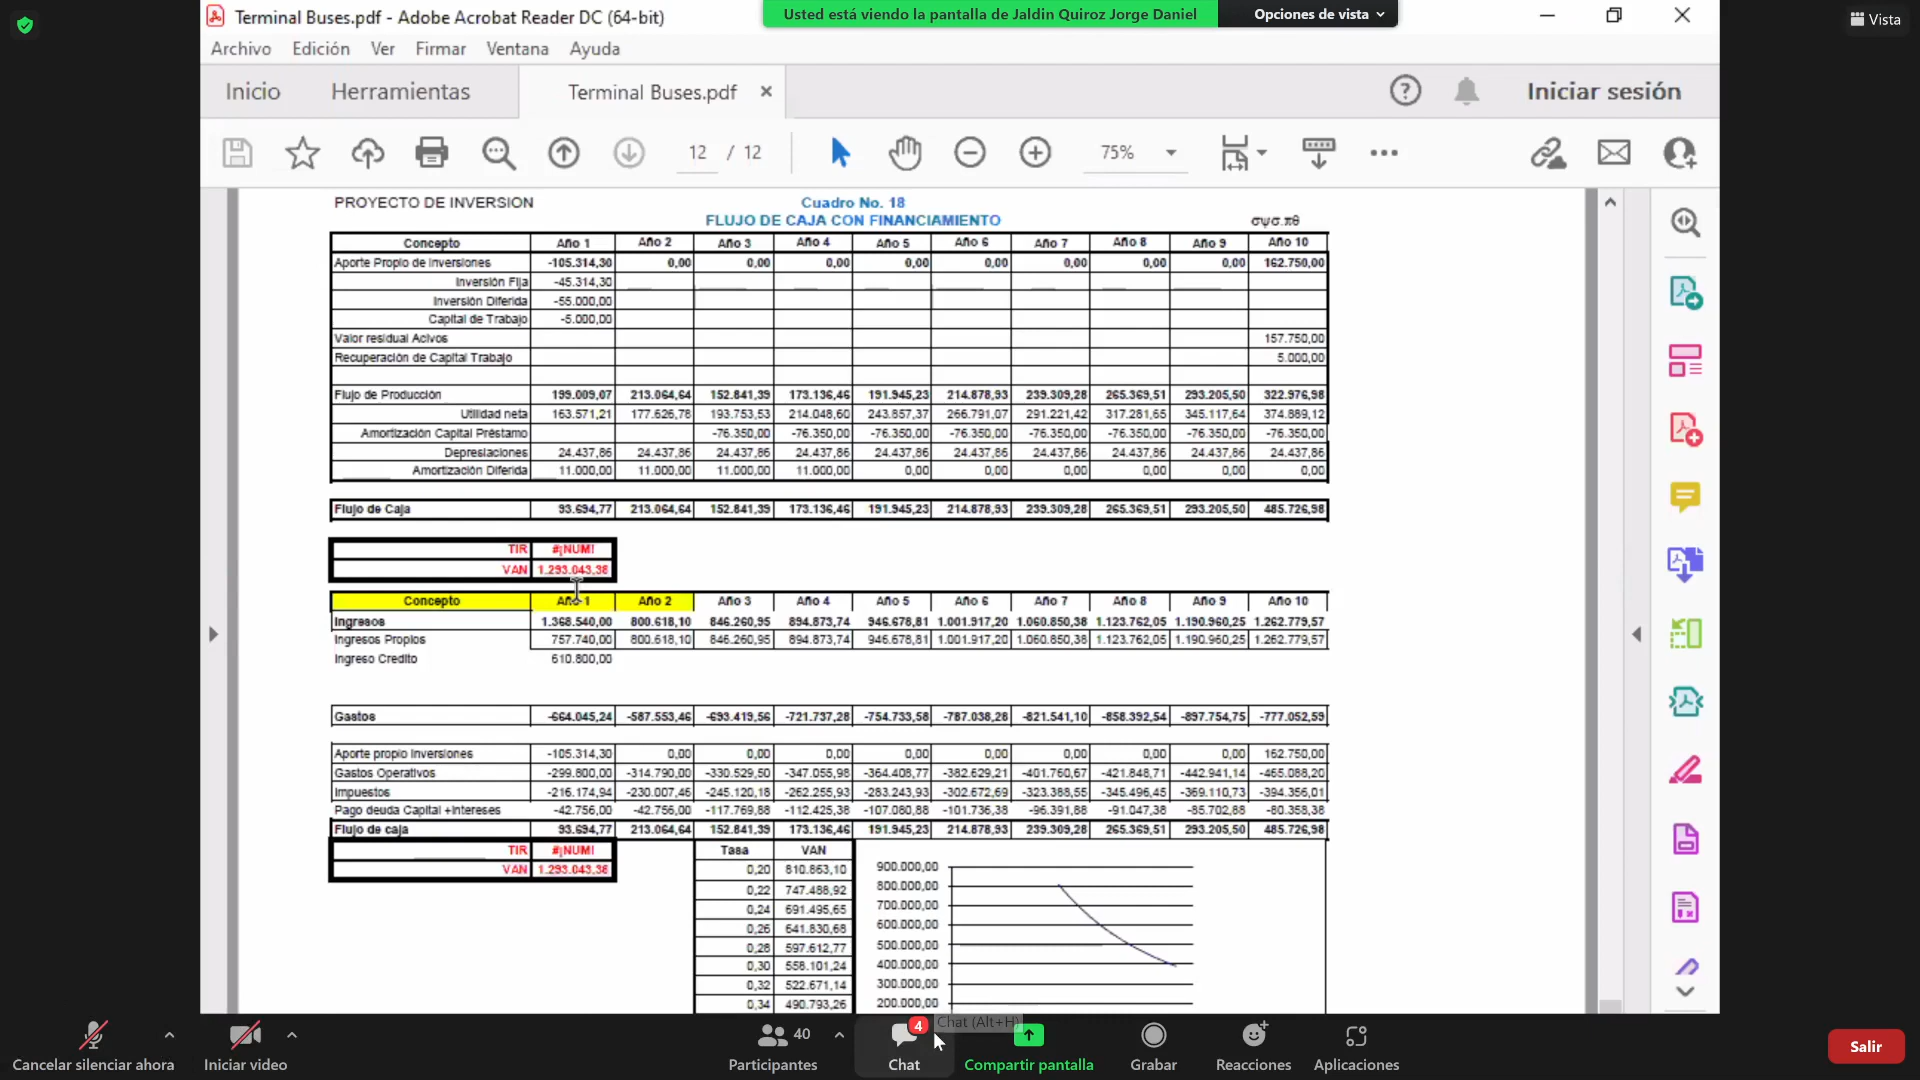 Terminal Buses.pdf - Adobe Acrobat Reader DC (64-bit)
Usted está viendo la pantalla de Jaldin Quiroz Jorge Daniel
Opciones de vista
Vista
Archivo Edición Ver Firmar Ventana Ayuda
Inicio Herramientas Terminal Buses.pdf × Iniciar sesión
12 / 12 75%
PROYECTO DE INVERSION Cuadro No. 18
FLUJO DE CAJA CON FINANCIAMIENTO σψσ.πθ
Concepto Año 1 Año 2 Año 3 Año 4 Año 5 Año 6 Año 7 Año 8 Año 9 Año 10
Aporte Propio de Inversiones -105.314,30 0,00 0,00 0,00 0,00 0,00 0,00 0,00 0,00 162.750,00
Inversión Fija -45.314,30
Inversión Diferida -55.000,00
Capital de Trabajo -5.000,00
Valor residual Acivos 157.750,00
Recuperación de Capital Trabajo 5.000,00
Flujo de Producción 199.009,07 213.064,64 152.841,39 173.136,46 191.945,23 214.878,93 239.309,28 265.369,51 293.205,50 322.976,98
Utilidad neta 163.571,21 177.626,78 193.753,53 214.048,60 243.857,37 266.791,07 291.221,42 317.281,65 345.117,64 374.889,12
Amortización Capital Préstamo -76.350,00 -76.350,00 -76.350,00 -76.350,00 -76.350,00 -76.350,00 -76.350,00 -76.350,00
Depresiaciones 24.437,86 24.437,86 24.437,86 24.437,86 24.437,86 24.437,86 24.437,86 24.437,86 24.437,86 24.437,86
Amortización Diferida 11.000,00 11.000,00 11.000,00 11.000,00 0,00 0,00 0,00 0,00 0,00 0,00
Flujo de Caja 93.694,77 213.064,64 152.841,39 173.136,46 191.945,23 214.878,93 239.309,28 265.369,51 293.205,50 485.726,98
TIR #¡NUM!
VAN 1.293.043,38
Concepto Año 1 Año 2 Año 3 Año 4 Año 5 Año 6 Año 7 Año 8 Año 9 Año 10
Ingresos 1.368.540,00 800.618,10 846.260,95 894.873,74 946.678,81 1.001.917,20 1.060.850,38 1.123.762,05 1.190.960,25 1.262.779,57
Ingresos Propios 757.740,00 800.618,10 846.260,95 894.873,74 946.678,81 1.001.917,20 1.060.850,38 1.123.762,05 1.190.960,25 1.262.779,57
Ingreso Credito 610.800,00
Gastos -664.045,24 -587.553,46 -693.419,56 -721.737,28 -754.733,58 -787.038,28 -821.541,10 -858.392,54 -897.754,75 -777.052,59
Aporte propio Inversiones -105.314,30 0,00 0,00 0,00 0,00 0,00 0,00 0,00 0,00 162.750,00
Gastos Operativos -299.800,00 -314.790,00 -330.529,50 -347.055,98 -364.408,77 -382.629,21 -401.760,67 -421.848,71 -442.941,14 -465.088,20
Impuestos -216.174,94 -230.007,46 -245.120,18 -262.255,93 -283.243,93 -302.672,69 -323.388,55 -345.496,45 -369.110,73 -394.356,01
Pago deuda Capital +Intereses -42.756,00 -42.756,00 -117.769,88 -112.425,38 -107.080,88 -101.736,38 -96.391,88 -91.047,38 -85.702,88 -80.358,38
Flujo de caja 93.694,77 213.064,64 152.841,39 173.136,46 191.945,23 214.878,93 239.309,28 265.369,51 293.205,50 485.726,98
TIR #¡NUM!
VAN 1.293.043,38
Tasa VAN
0,20 810.863,10
0,22 747.488,92
0,24 691.495,65
0,26 641.830,68
0,28 597.612,77
0,30 558.101,24
0,32 522.671,14
0,34 490.793,26
900.000,00
800.000,00
700.000,00
600.000,00
500.000,00
400.000,00
300.000,00
200.000,00
Chat (Alt+H)
40 4
Cancelar silenciar ahora Iniciar video Participantes Chat Compartir pantalla Grabar Reacciones Aplicaciones Salir